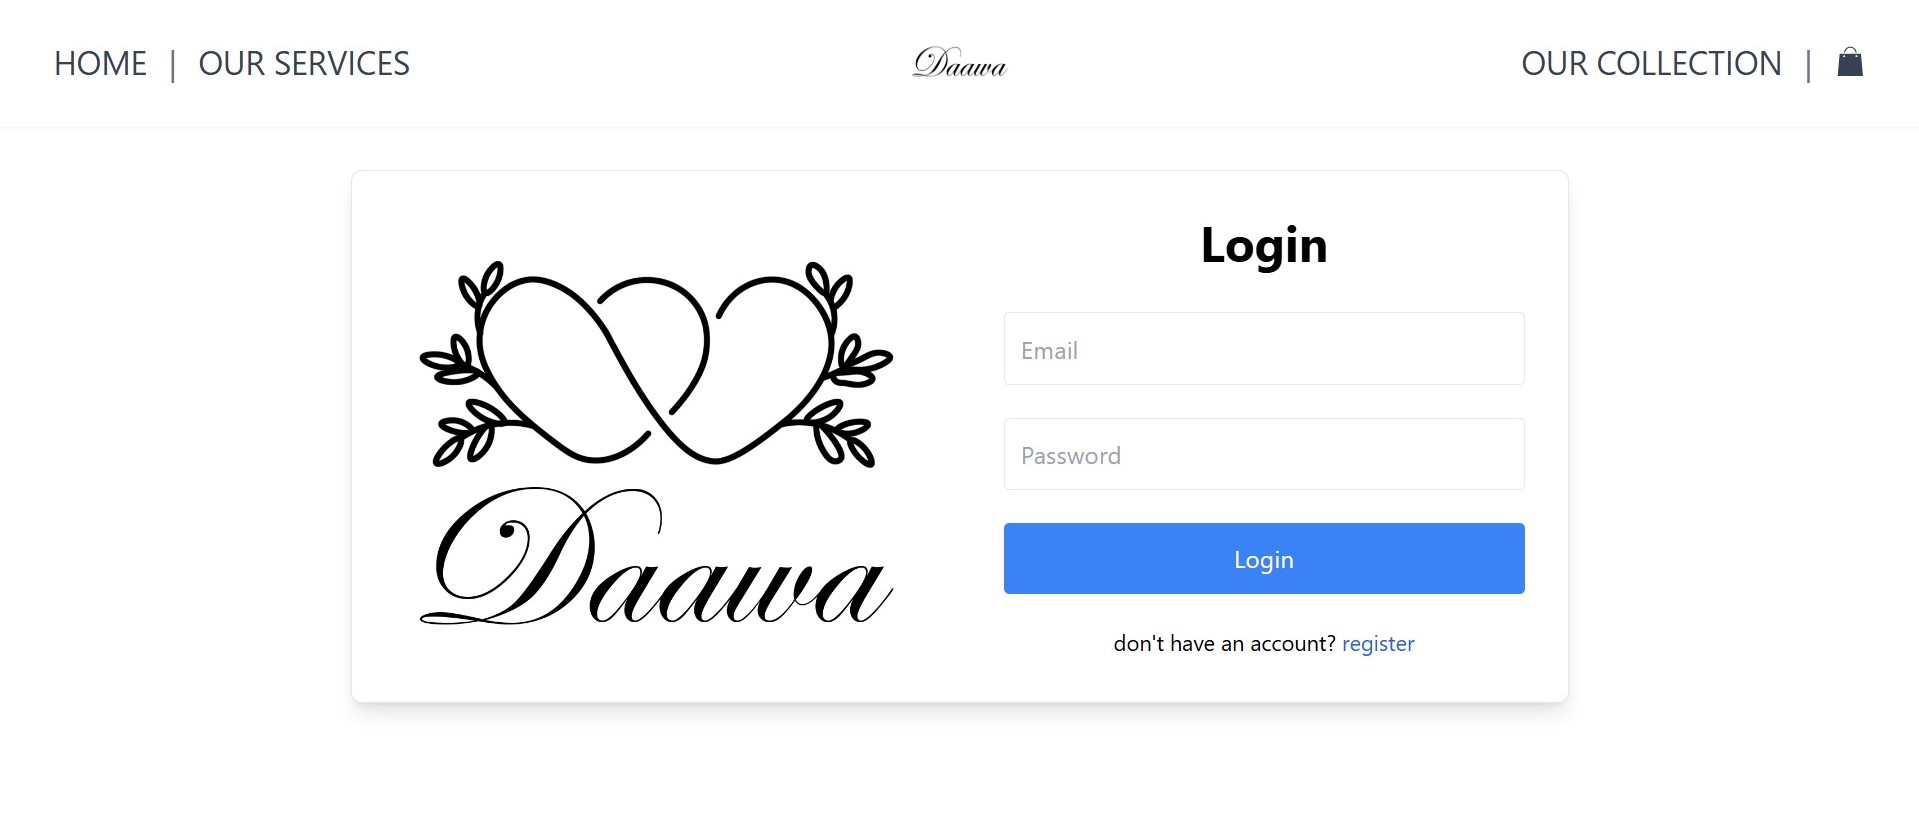 HOME | OUR SERVICES
Daawa
OUR COLLECTION |
Daawa
Login
Email
Password
Login
don't have an account? register